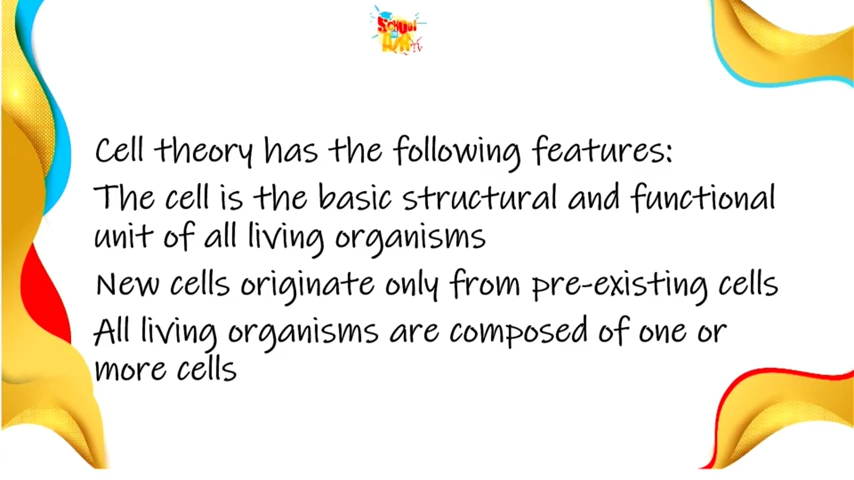 SCHOOL
Cell theory has the following features:
The cell is the basic structural and functional
unit of all living organisms
New cells originate only from pre-existing cells
All living organisms are composed of one or
more cells